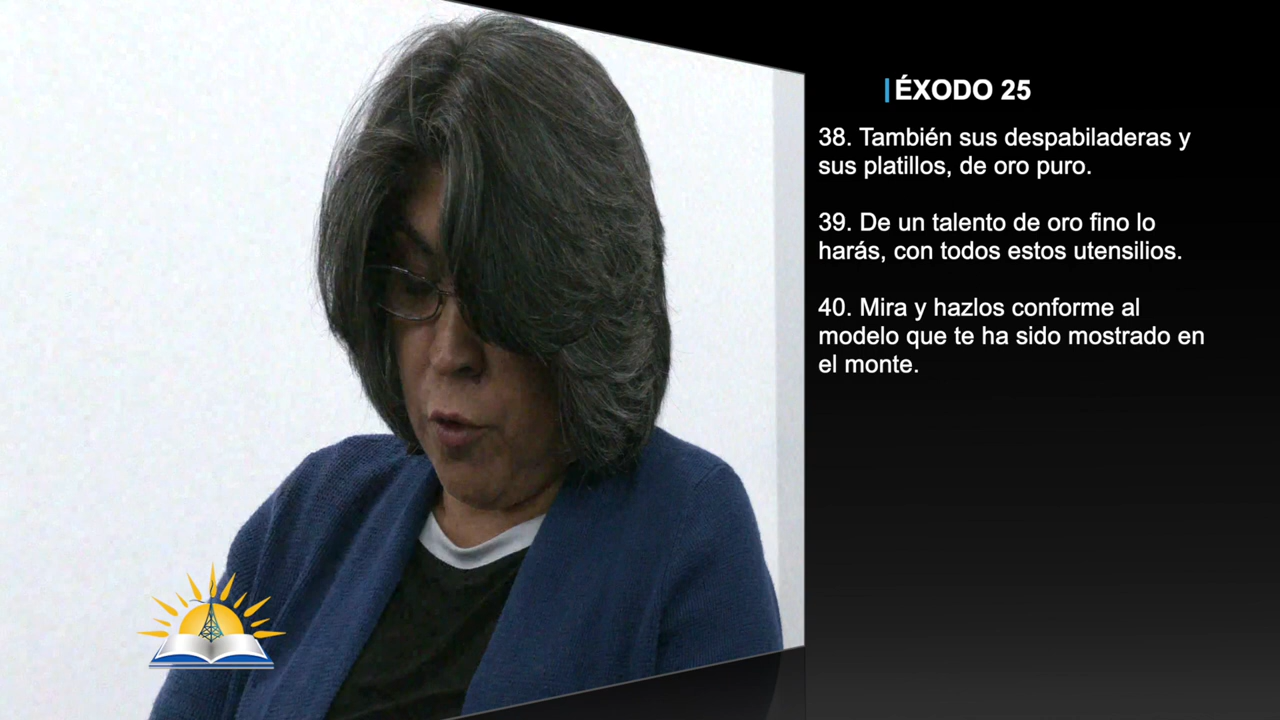 ÉXODO 25
38. También sus despabiladeras y
sus platillos, de oro puro.
39. De un talento de oro fino lo
harás, con todos estos utensilios.
40. Mira y hazlos conforme al
modelo que te ha sido mostrado en
el monte.